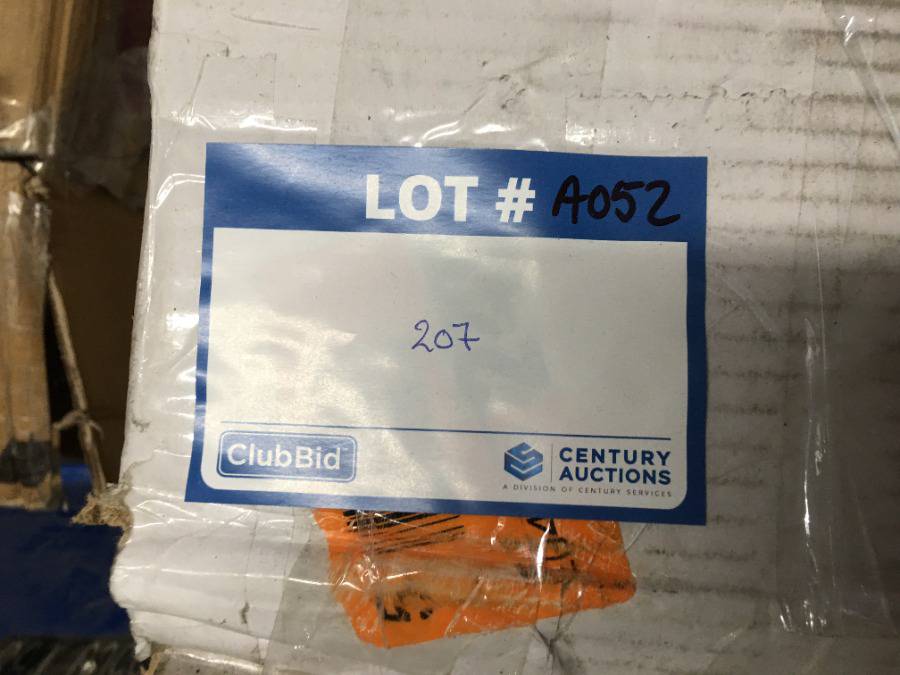 LOT # A052
207
ClubBid
CENTURY
AUCTIONS
A DIVISION OF CENTURY SERVICES